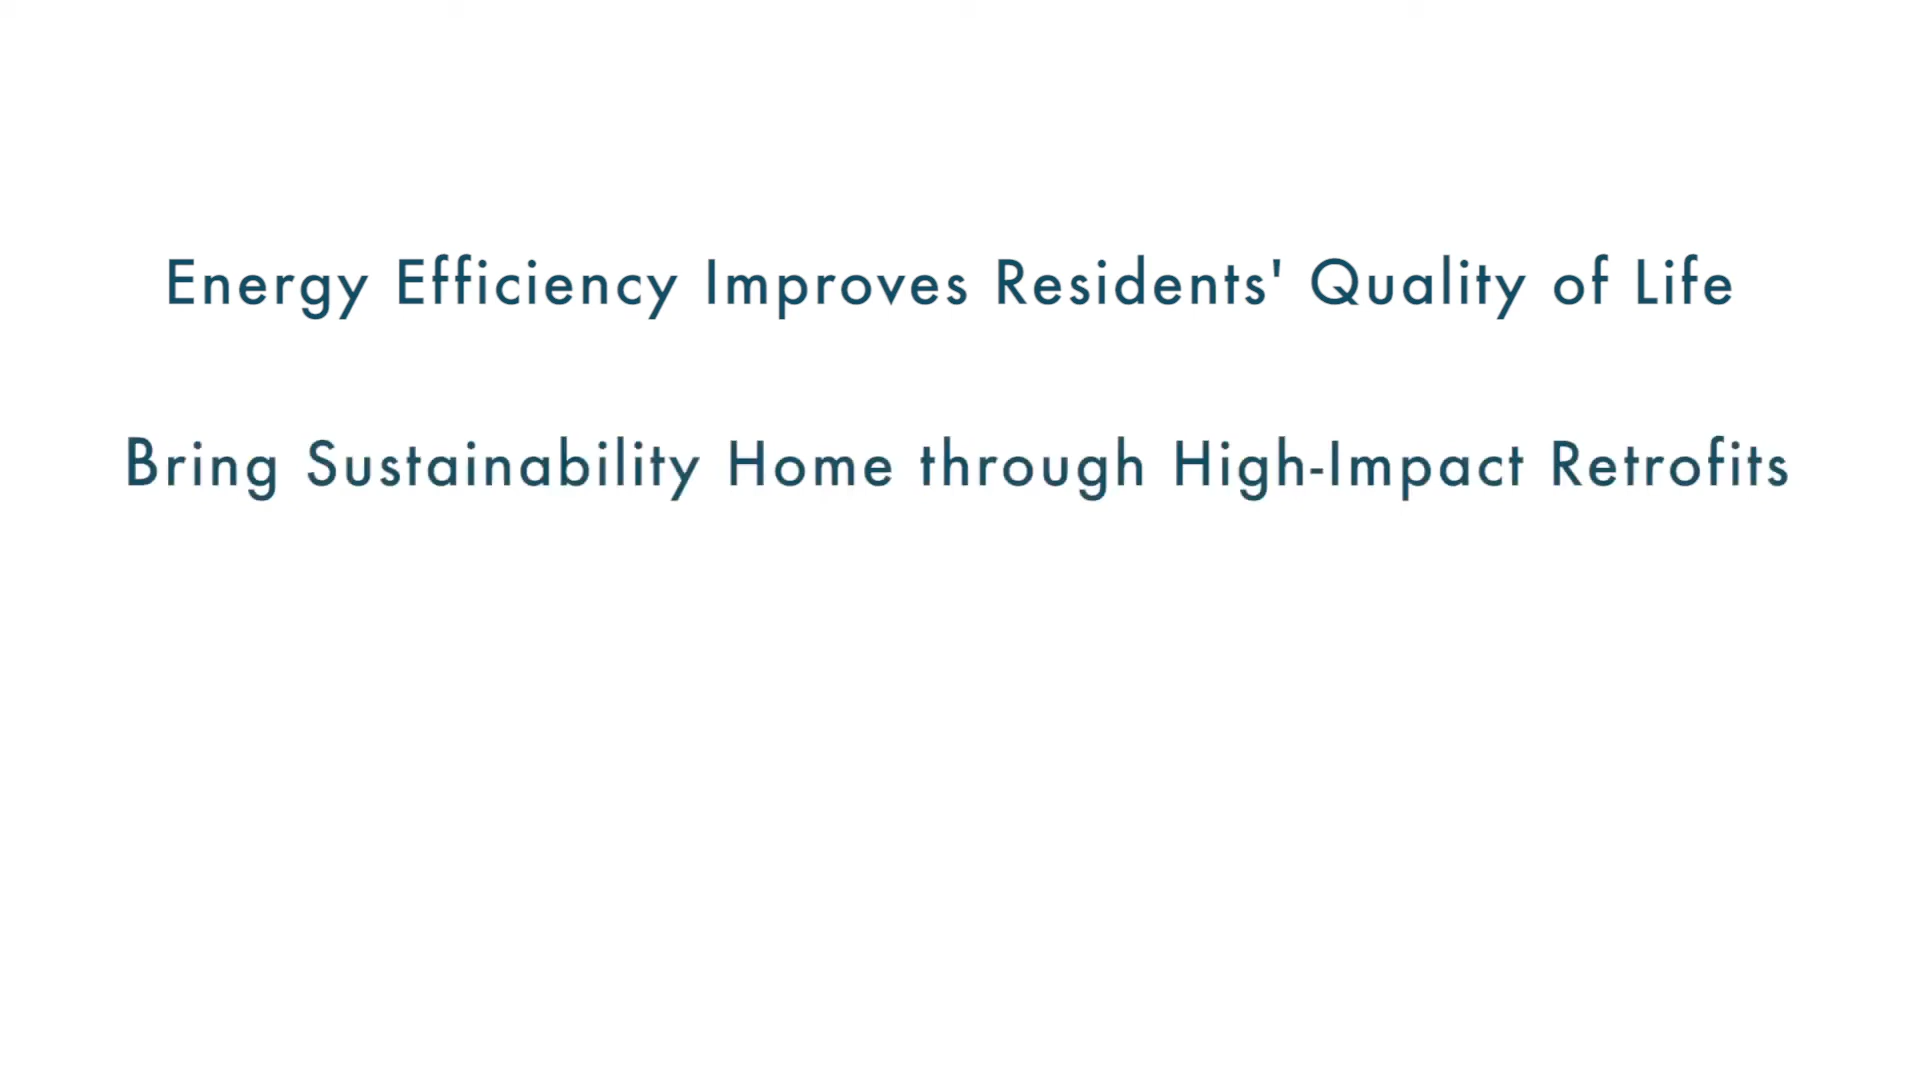 Energy Efficiency Improves Residents' Quality of Life
Bring Sustainability Home through High-Impact Retrofits